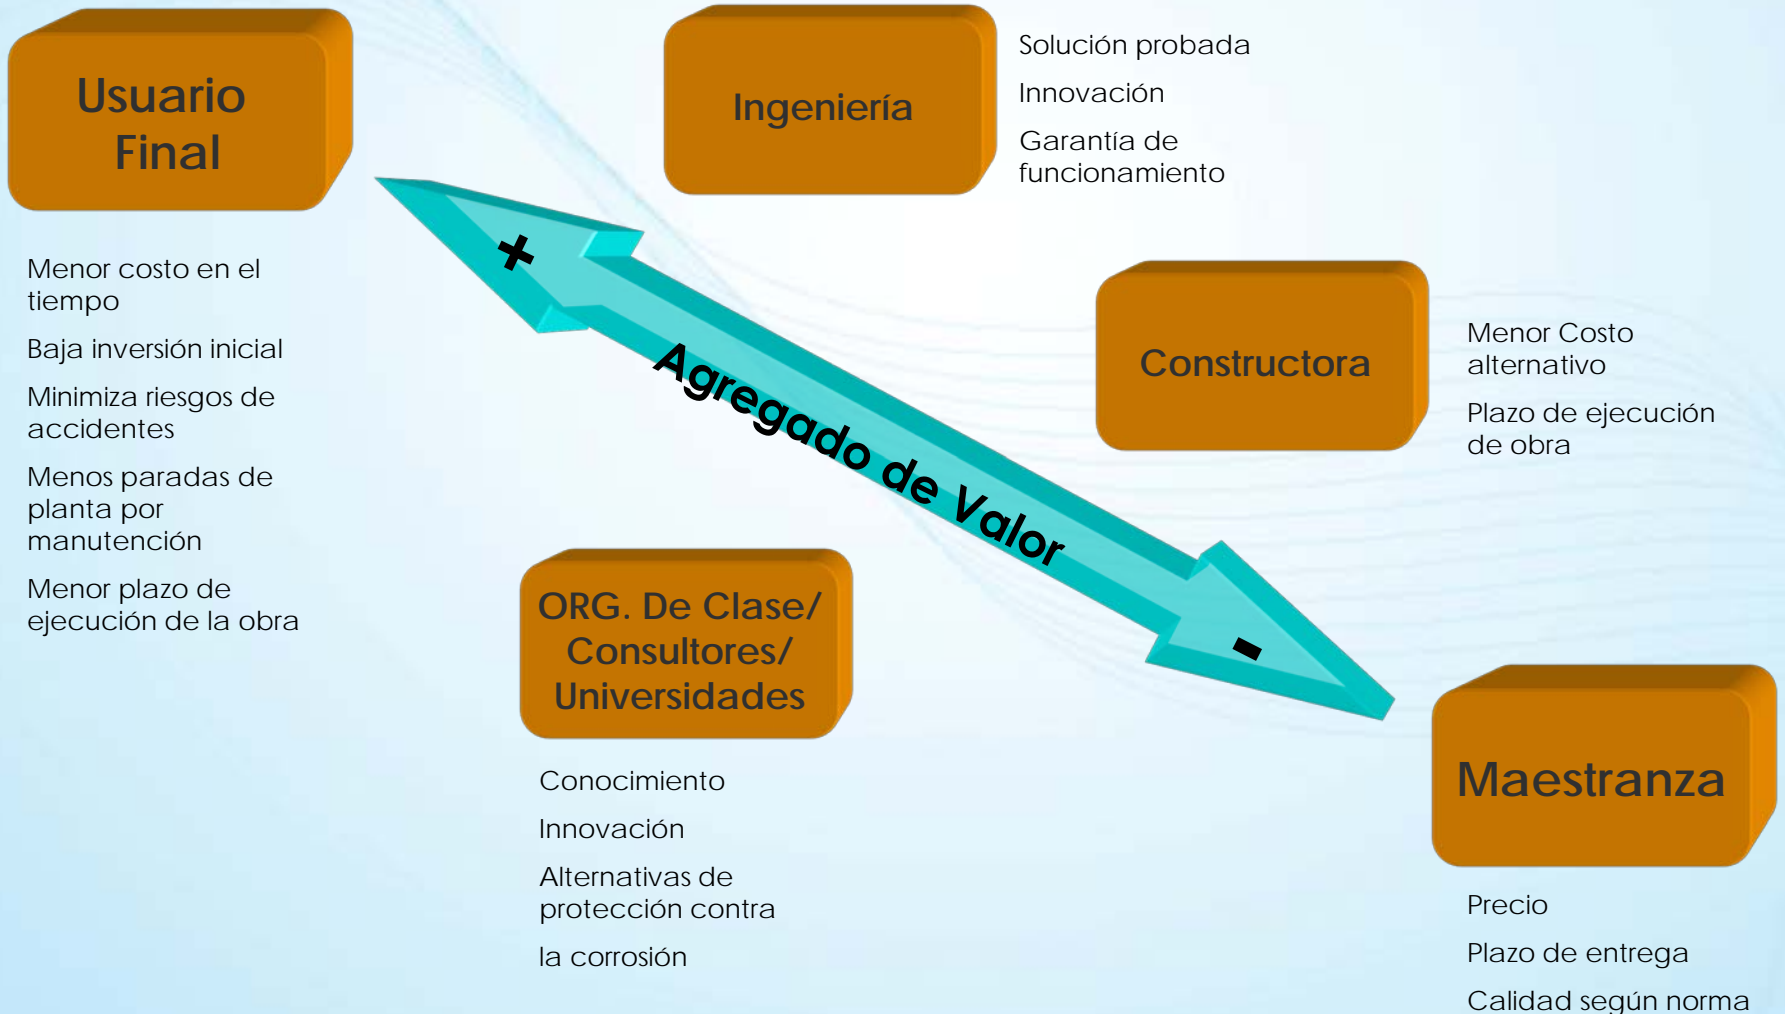 Usuario
Final
Menor costo en el
tiempo
Baja inversión inicial
Minimiza riesgos de
accidentes
Menos paradas de
planta por
manutención
Menor plazo de
ejecución de la obra
Ingeniería
Solución probada
Innovación
Garantía de
funcionamiento
+
Agregado de Valor
-
Constructora
Menor Costo
alternativo
Plazo de ejecución
de obra
ORG. De Clase/
Consultores/
Universidades
Conocimiento
Innovación
Alternativas de
protección contra
la corrosión
Maestranza
Precio
Plazo de entrega
Calidad según norma